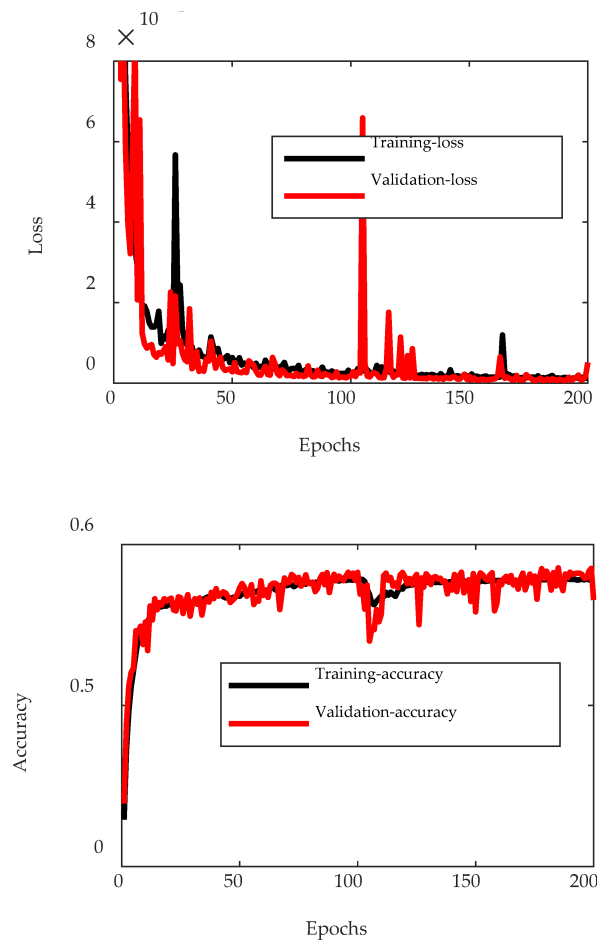 × 10
8
6
4
2
0
Loss
Training-loss
Validation-loss
0 50 100 150 200
Epochs
0.6
0.5
0
Accuracy
Training-accuracy
Validation-accuracy
0 50 100 150 200
Epochs